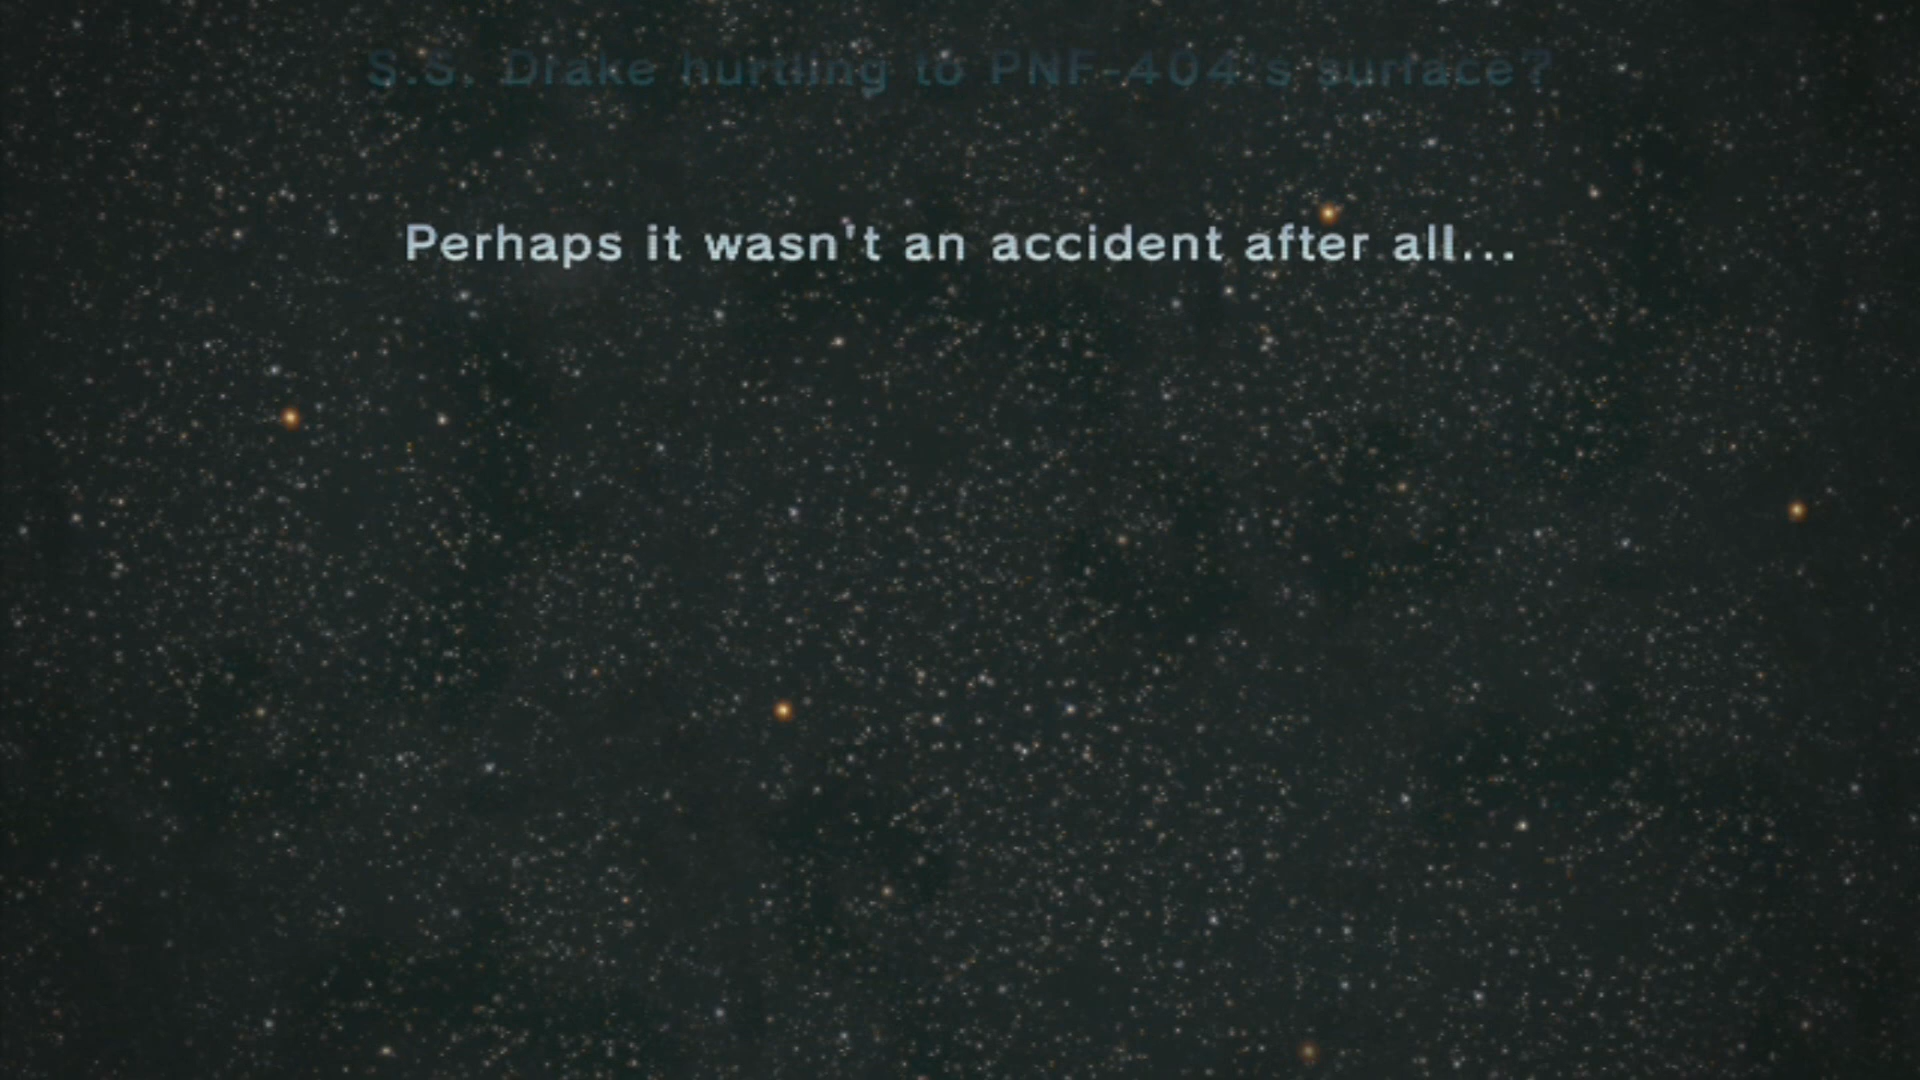 S.S. Drake hurtling to PNF-404's surface?
Perhaps it wasn't an accident after all...